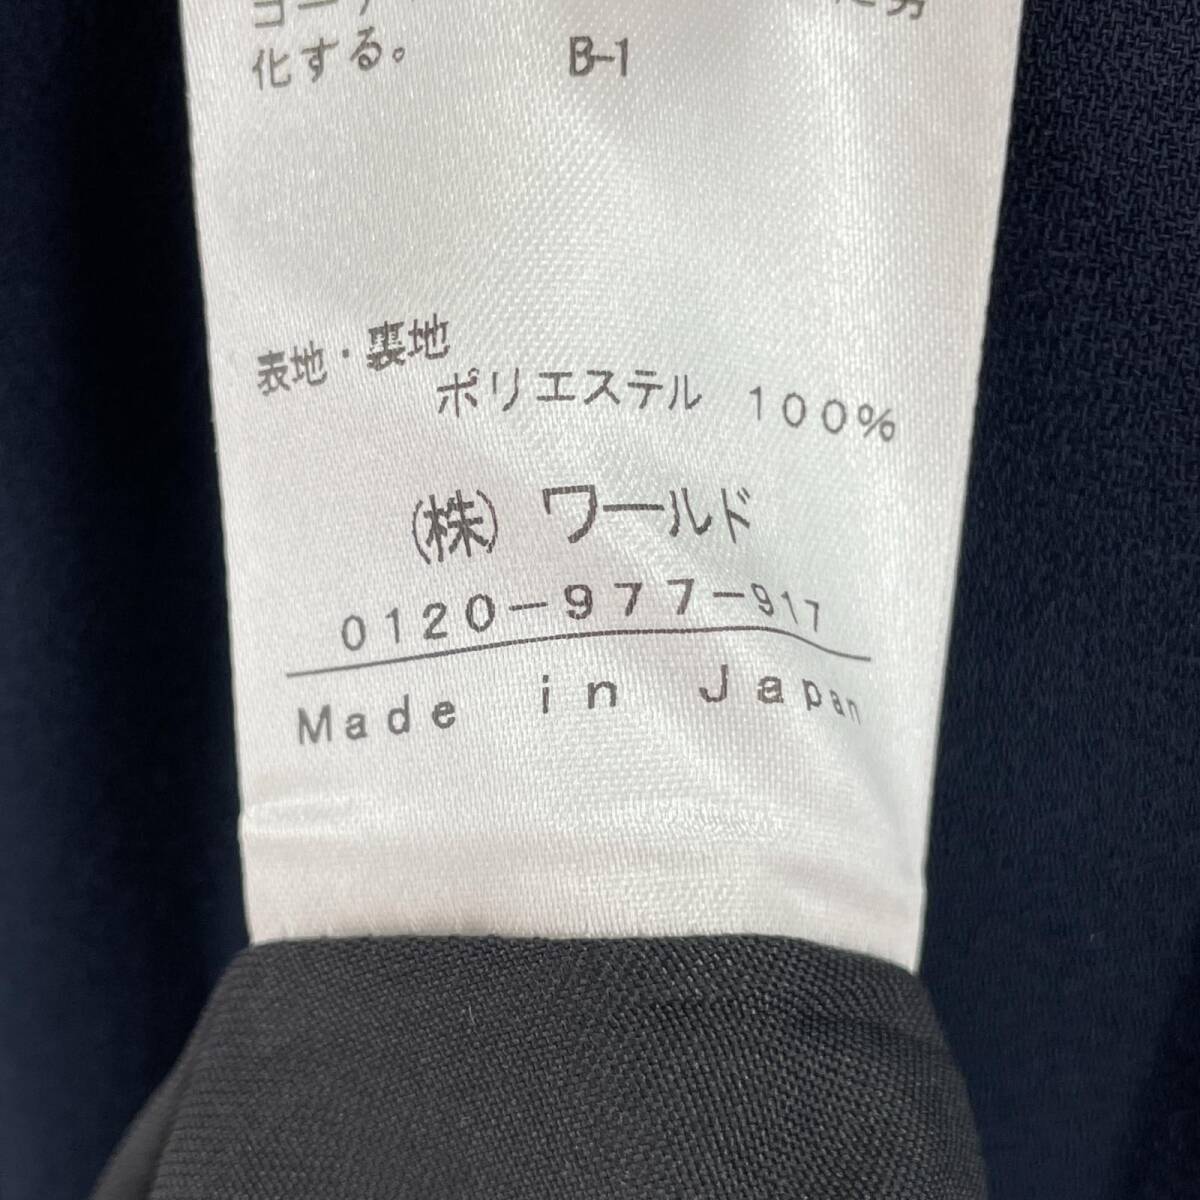 化する。 B-1
表地・裏地
ポリエステル 100%
(株) ワールド
0120-977-917
Made in Japan